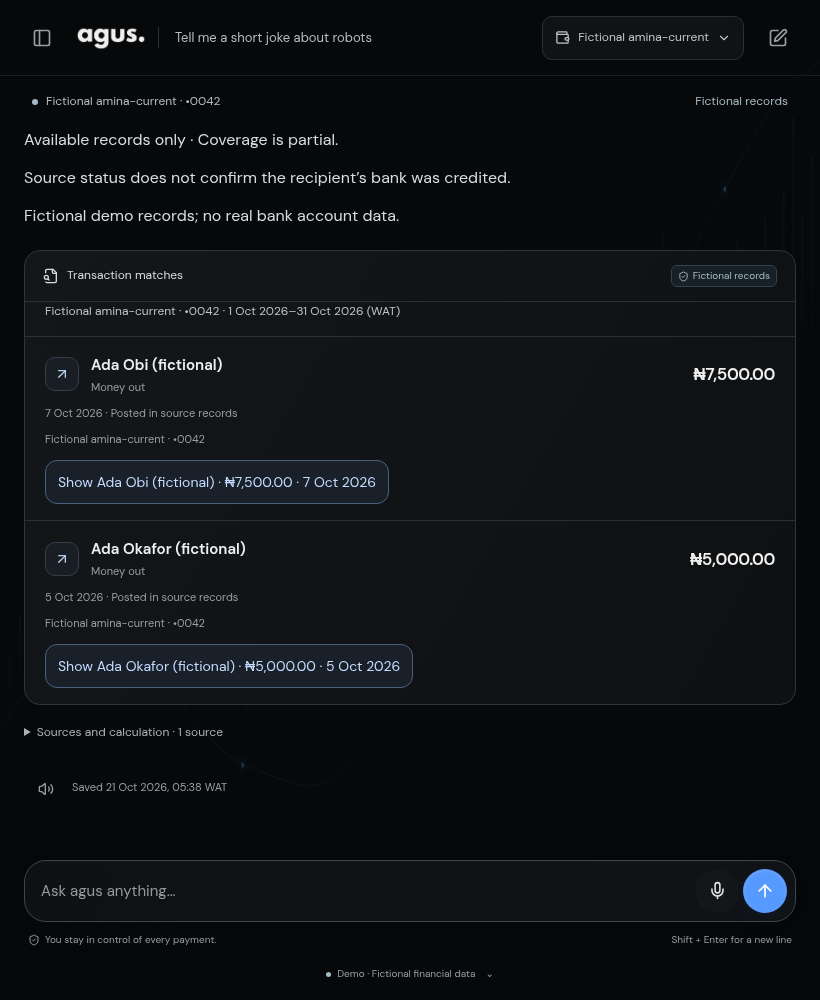 agus.
Tell me a short joke about robots
Fictional amina-current
Fictional amina-current · •0042
Fictional records
Available records only · Coverage is partial.
Source status does not confirm the recipient’s bank was credited.
Fictional demo records; no real bank account data.
Transaction matches
Fictional records
Fictional amina-current · •0042 · 1 Oct 2026–31 Oct 2026 (WAT)
Ada Obi (fictional)
Money out
₦7,500.00
7 Oct 2026 · Posted in source records
Fictional amina-current · •0042
Show Ada Obi (fictional) · ₦7,500.00 · 7 Oct 2026
Ada Okafor (fictional)
Money out
₦5,000.00
5 Oct 2026 · Posted in source records
Fictional amina-current · •0042
Show Ada Okafor (fictional) · ₦5,000.00 · 5 Oct 2026
Sources and calculation · 1 source
Saved 21 Oct 2026, 05:38 WAT
Ask agus anything...
You stay in control of every payment.
Shift + Enter for a new line
Demo · Fictional financial data